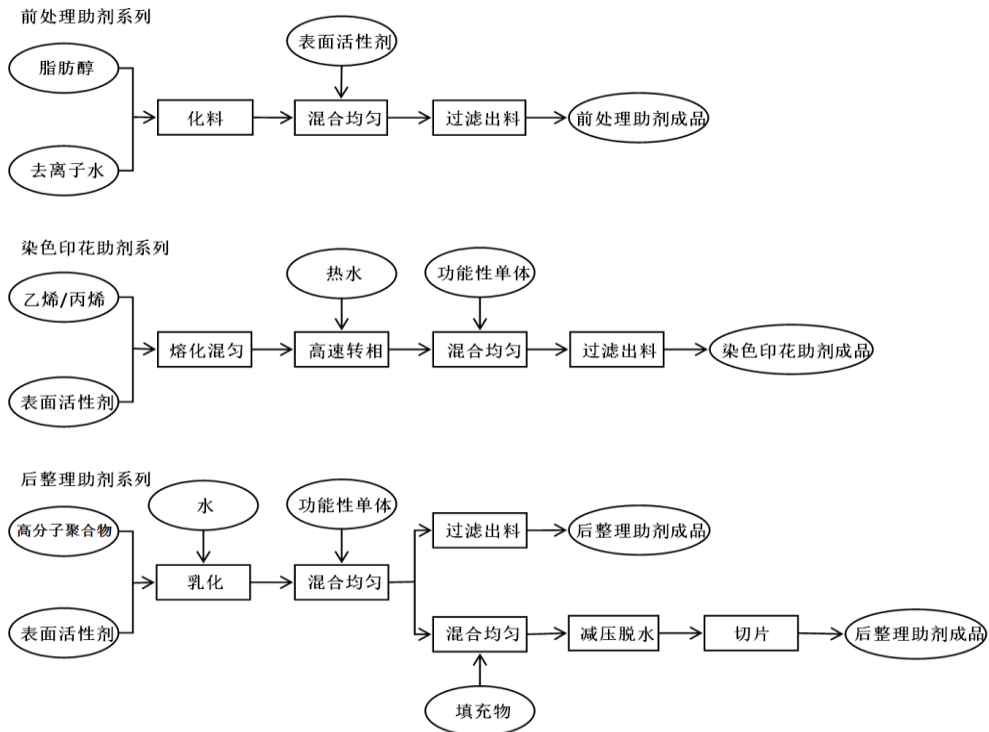 前处理助剂系列
脂肪醇
去离子水
化料
表面活性剂
混合均匀
过滤出料
前处理助剂成品
染色印花助剂系列
乙烯/丙烯
表面活性剂
熔化混匀
热水
高速转相
功能性单体
混合均匀
过滤出料
染色印花助剂成品
后整理助剂系列
高分子聚合物
表面活性剂
水
乳化
功能性单体
混合均匀
过滤出料
后整理助剂成品
混合均匀
填充物
减压脱水
切片
后整理助剂成品